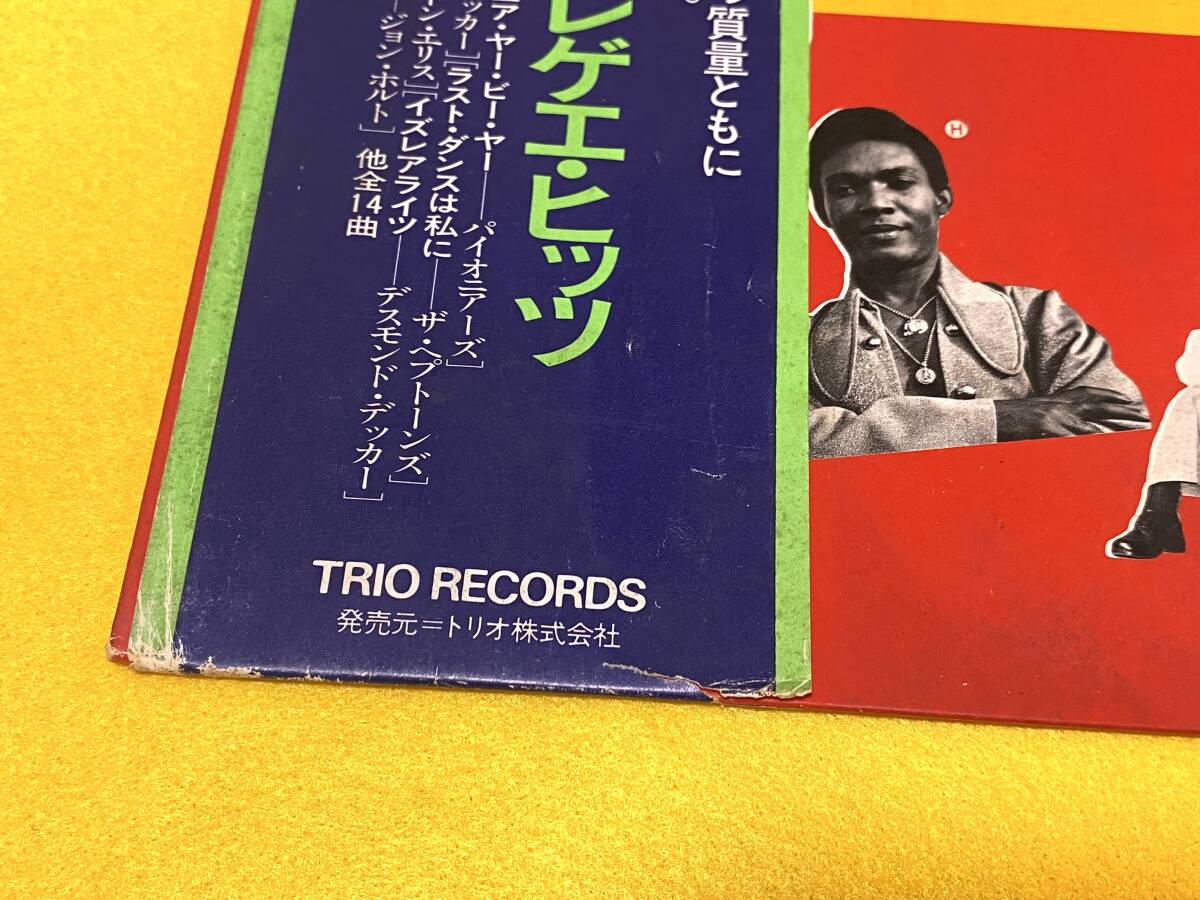 質量ともに
レゲエ・ヒッツ
ア・ヤー・ビー・ヤー――パイオニアーズ]
ッカー][ラスト・ダンスは私に――ザ・ヘプトーンズ]
ン・エリス][イズレアライツ――デスモンド・デッカー]
ジョン・ホルト] 他全14曲
TRIO RECORDS
発売元=トリオ株式会社
H